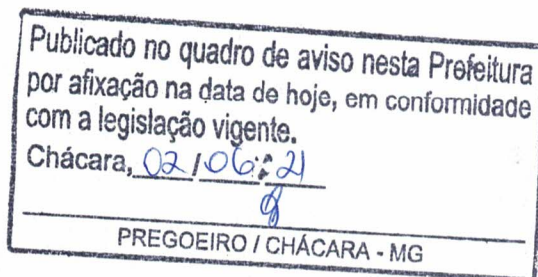 Publicado no quadro de aviso nesta Prefeitura
por afixação na data de hoje, em conformidade
com a legislação vigente.
Chácara, 02 / 06 / 21
PREGOEIRO / CHÁCARA - MG